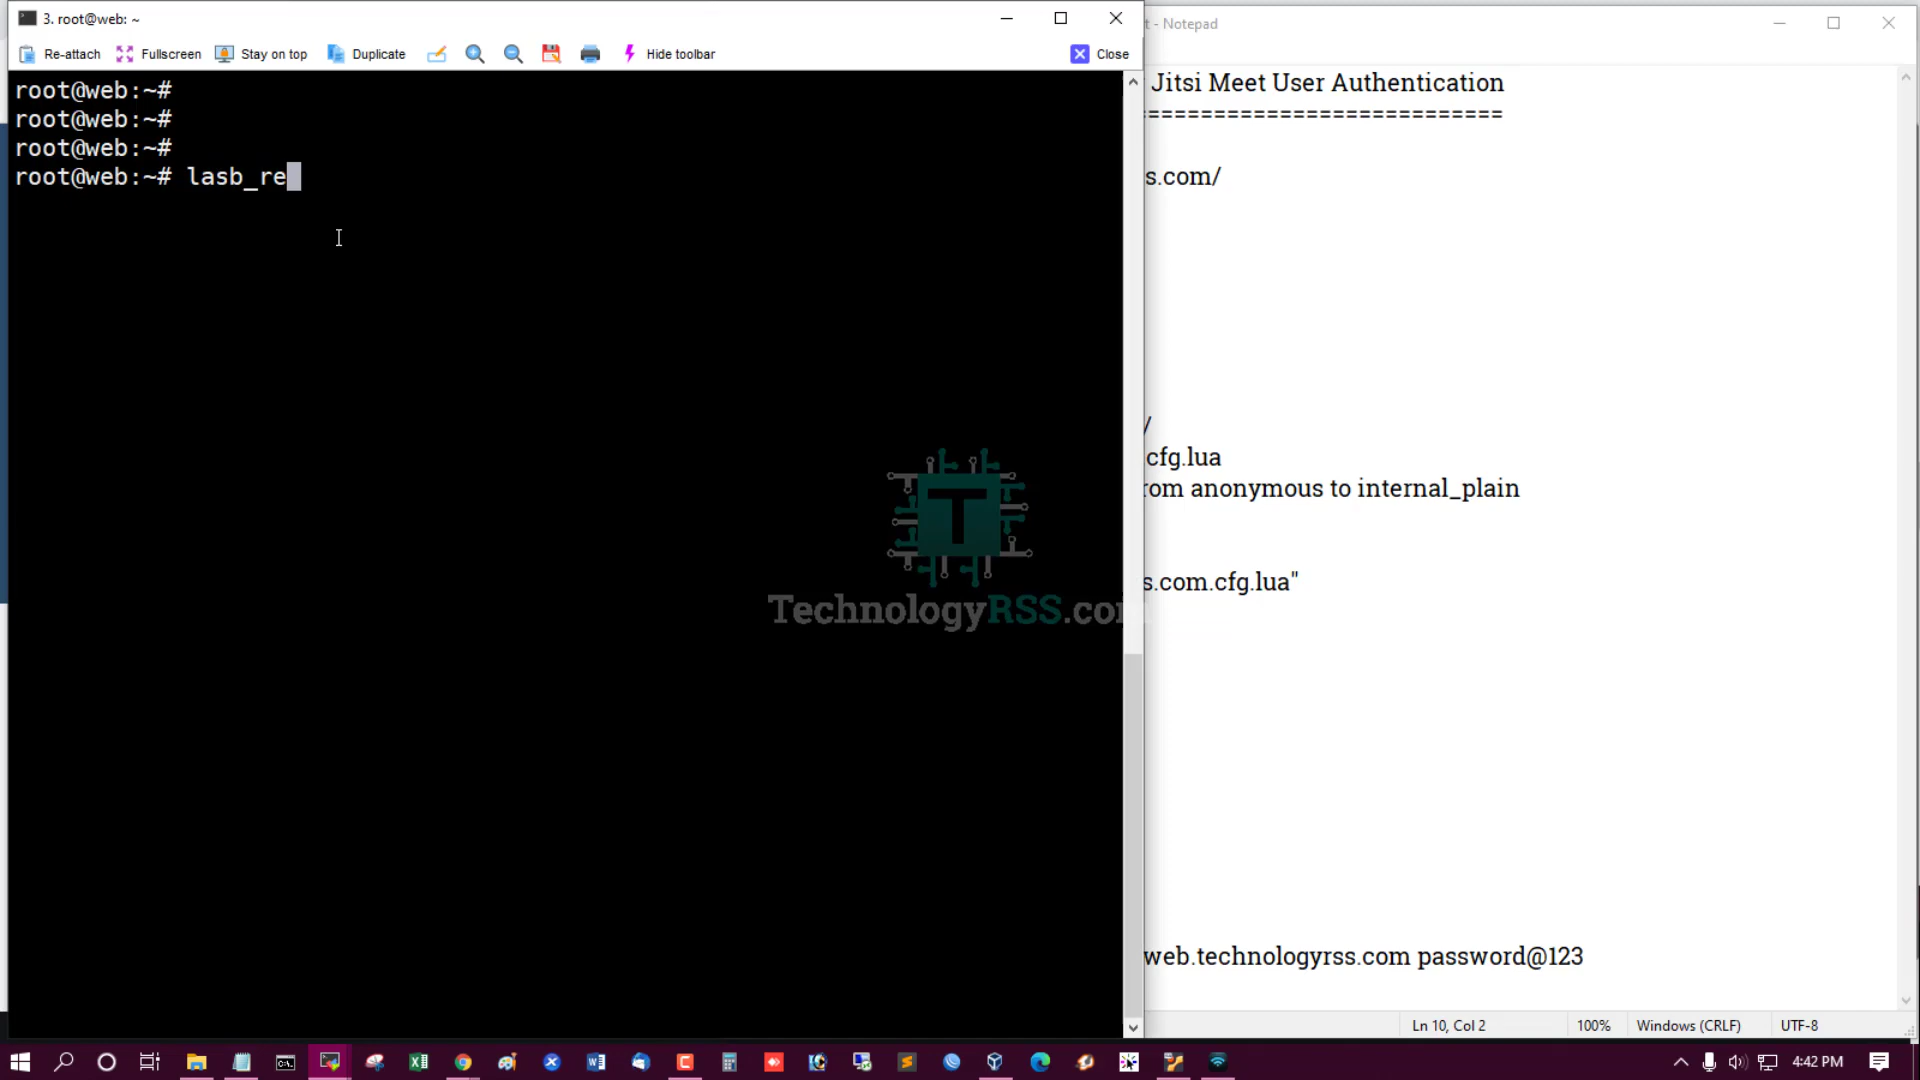 3. root@web: ~
t - Notepad
Re-attach Fullscreen Stay on top Duplicate Hide toolbar Close
root@web:~#
root@web:~#
root@web:~#
root@web:~# lasb_re
Jitsi Meet User Authentication
===========================
s.com/
/
cfg.lua
rom anonymous to internal_plain
s.com.cfg.lua"
T
TechnologyRSS.com
web.technologyrss.com password@123
Ln 10, Col 2 100% Windows (CRLF) UTF-8
4:42 PM